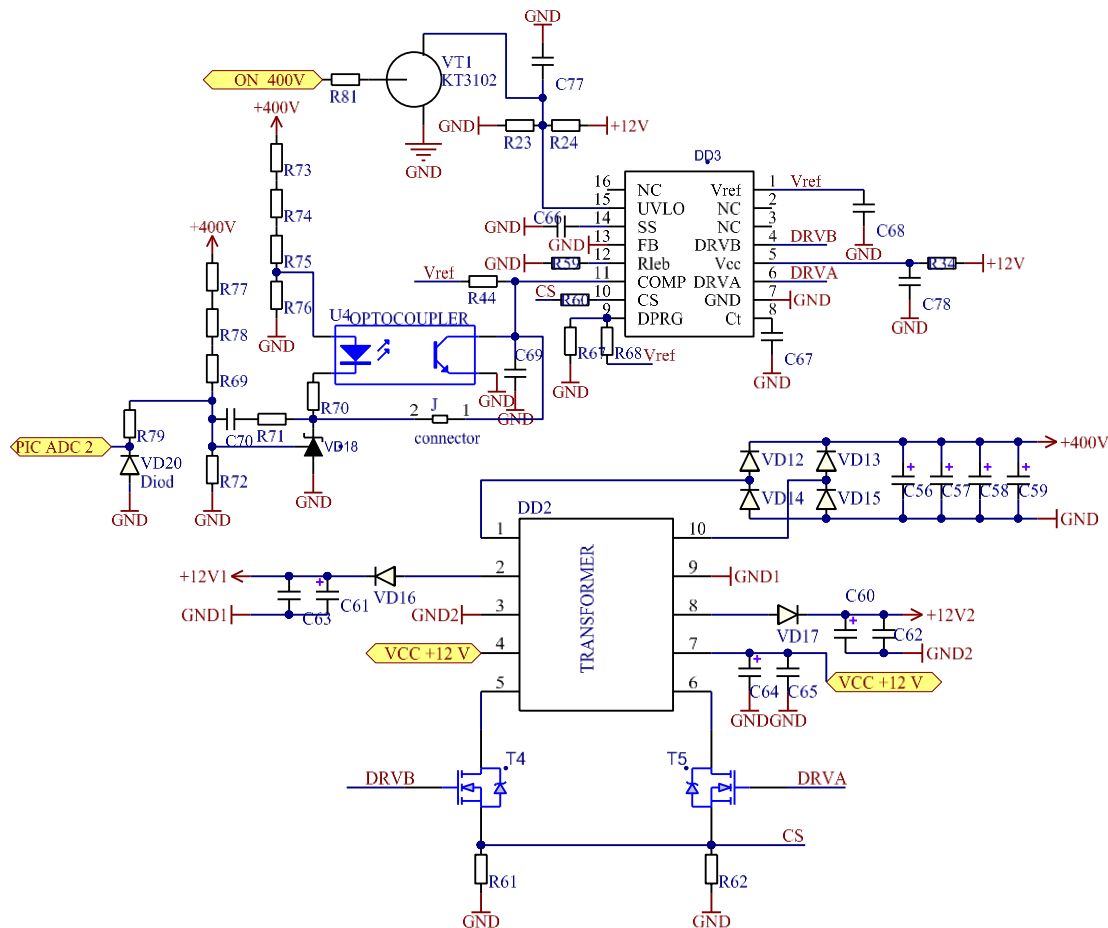 GND
VT1
KT3102
C77
ON 400V
R81
+400V
GND
R23
R24
+12V
GND
DD3
R73
R74
R75
R76
GND
+400V
R77
R78
R69
16
NC
Vref
1
Vref
15
UVLO
NC
2
GND
C66
14
SS
NC
3
C68
GND
GND
13
FB
DRVB
4
DRVB
GND
R59
12
Rleb
Vcc
5
R34
+12V
Vref
R44
11
COMP
DRVA
6
DRVA
CS
R60
10
CS
GND
7
GND
C78
GND
9
DPRG
Ct
8
U4
OPTOCOUPLER
R67
R68
Vref
GND
C67
GND
C69
GND
GND
R70
2
J
1
connector
C70
R71
VD18
GND
PIC ADC 2
R79
VD20
Diod
GND
R72
GND
VD12
VD13
+400V
VD14
VD15
C56
C57
C58
C59
GND
DD2
TRANSFORMER
1
10
+12V1
VD16
2
9
GND1
C63
C61
GND1
GND2
3
8
VD17
C60
C62
+12V2
GND2
VCC +12 V
4
7
C64
C65
VCC +12 V
GND
GND
5
6
T4
T5
DRVB
DRVA
CS
R61
R62
GND
GND